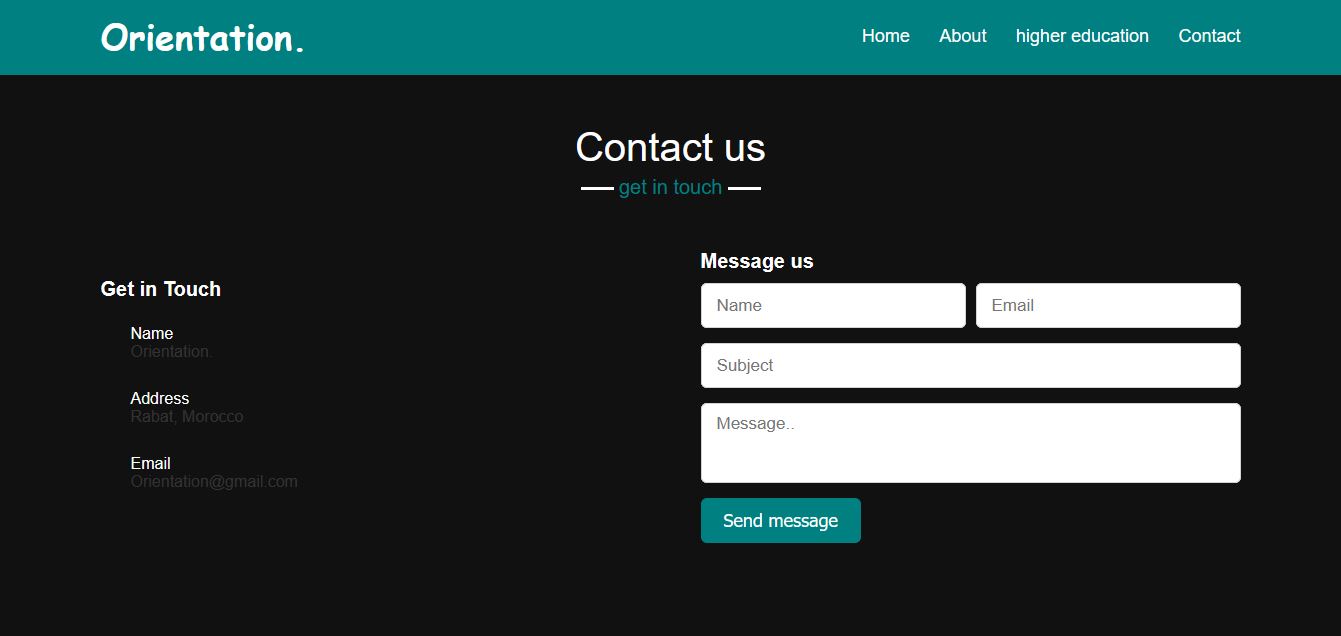 Orientation.
Home About higher education Contact
Contact us
get in touch
Get in Touch
Name
Orientation.
Address
Rabat, Morocco
Email
Orientation@gmail.com
Message us
Name Email
Subject
Message..
Send message